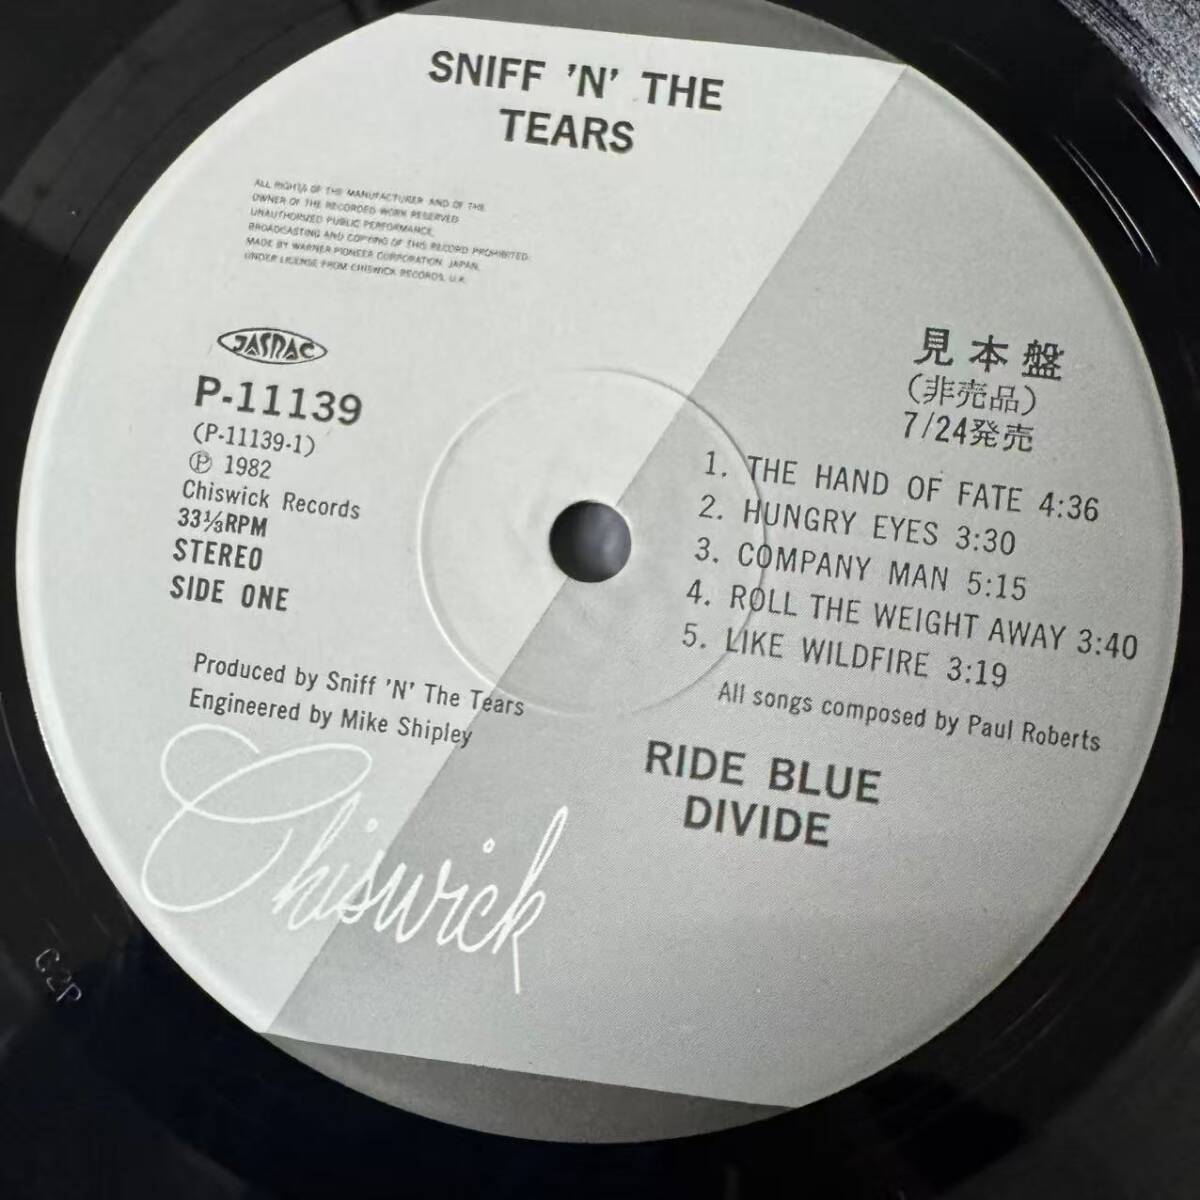 SNIFF 'N' THE
TEARS
ALL RIGHTS OF THE MANUFACTURER AND OF THE
OWNER OF THE RECORDED WORK RESERVED
UNAUTHORIZED PUBLIC PERFORMANCE,
BROADCASTING AND COPYING OF THIS RECORD PROHIBITED.
MADE BY WARNER-PIONEER CORPORATION, JAPAN,
UNDER LICENSE FROM CHISWICK RECORDS, U.K.
JASRAC
P-11139
(P-11139-1)
Ⓟ 1982
Chiswick Records
33⅓RPM
STEREO
SIDE ONE
見本盤
(非売品)
7/24発売
1. THE HAND OF FATE 4:36
2. HUNGRY EYES 3:30
3. COMPANY MAN 5:15
4. ROLL THE WEIGHT AWAY 3:40
5. LIKE WILDFIRE 3:19
All songs composed by Paul Roberts
Produced by Sniff 'N' The Tears
Engineered by Mike Shipley
RIDE BLUE
DIVIDE
Chiswick